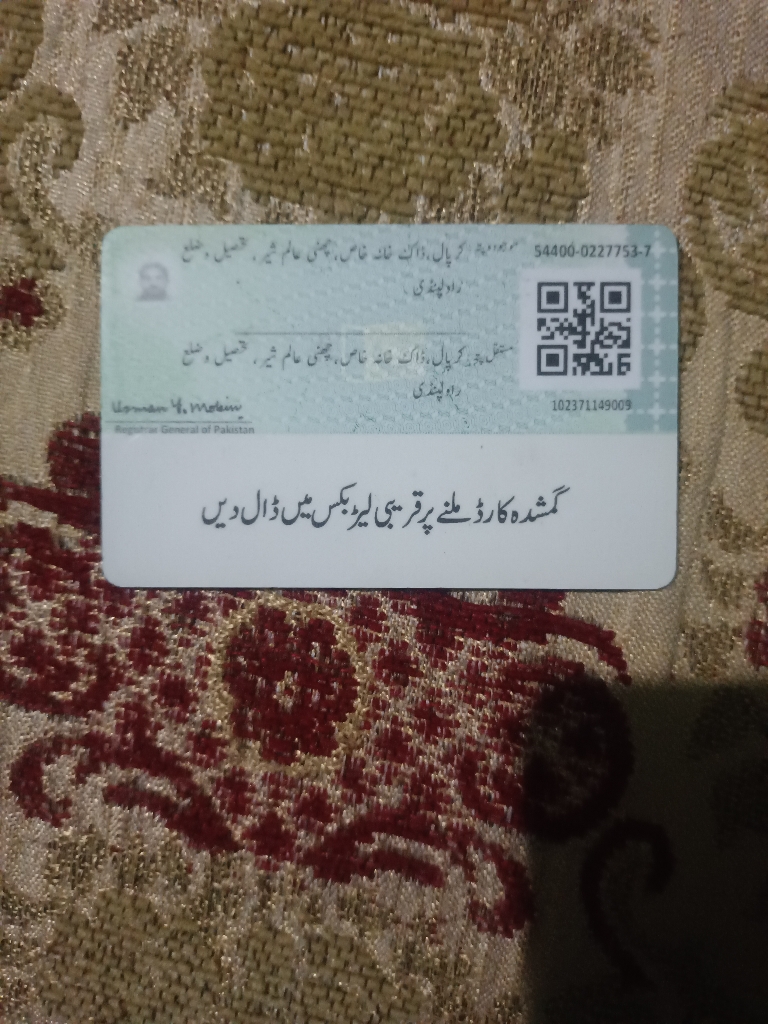 موجودہ پتہ کرپال، ڈاک خانہ خاص، چھنی عالم شیر، تحصیل و ضلع
راولپنڈی
54400-0227753-7
مستقل پتہ کرپال، ڈاک خانہ خاص، چھنی عالم شیر، تحصیل و ضلع
راولپنڈی
102371149009
Usman Y. Mobin
Registrar General of Pakistan
گمشدہ کارڈ ملنے پر قریبی لیٹر بکس میں ڈال دیں